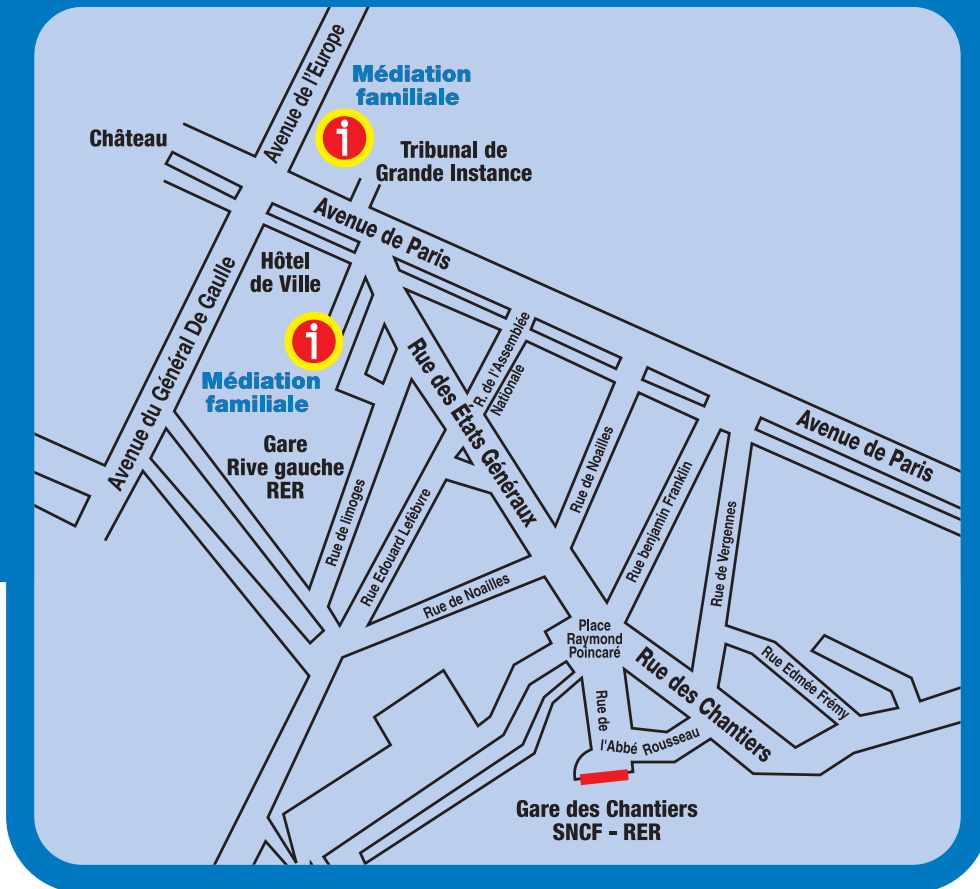 Avenue de l'Europe
Médiation
familiale
i
Château
Tribunal de
Grande Instance
Avenue de Paris
Hôtel
de Ville
i
Médiation
familiale
Avenue du Général De Gaulle
Gare
Rive gauche
RER
Rue des Etats Généraux
R. de l'Assemblée
Nationale
Rue de Noailles
Rue benjamin Franklin
Rue de Vergennes
Avenue de Paris
Rue de limoges
Rue Edouard Lefèbvre
Rue de Noailles
Place
Raymond
Poincaré
Rue des Chantiers
Rue Edmée Frémy
Rue de
l'Abbé Rousseau
Gare des Chantiers
SNCF - RER